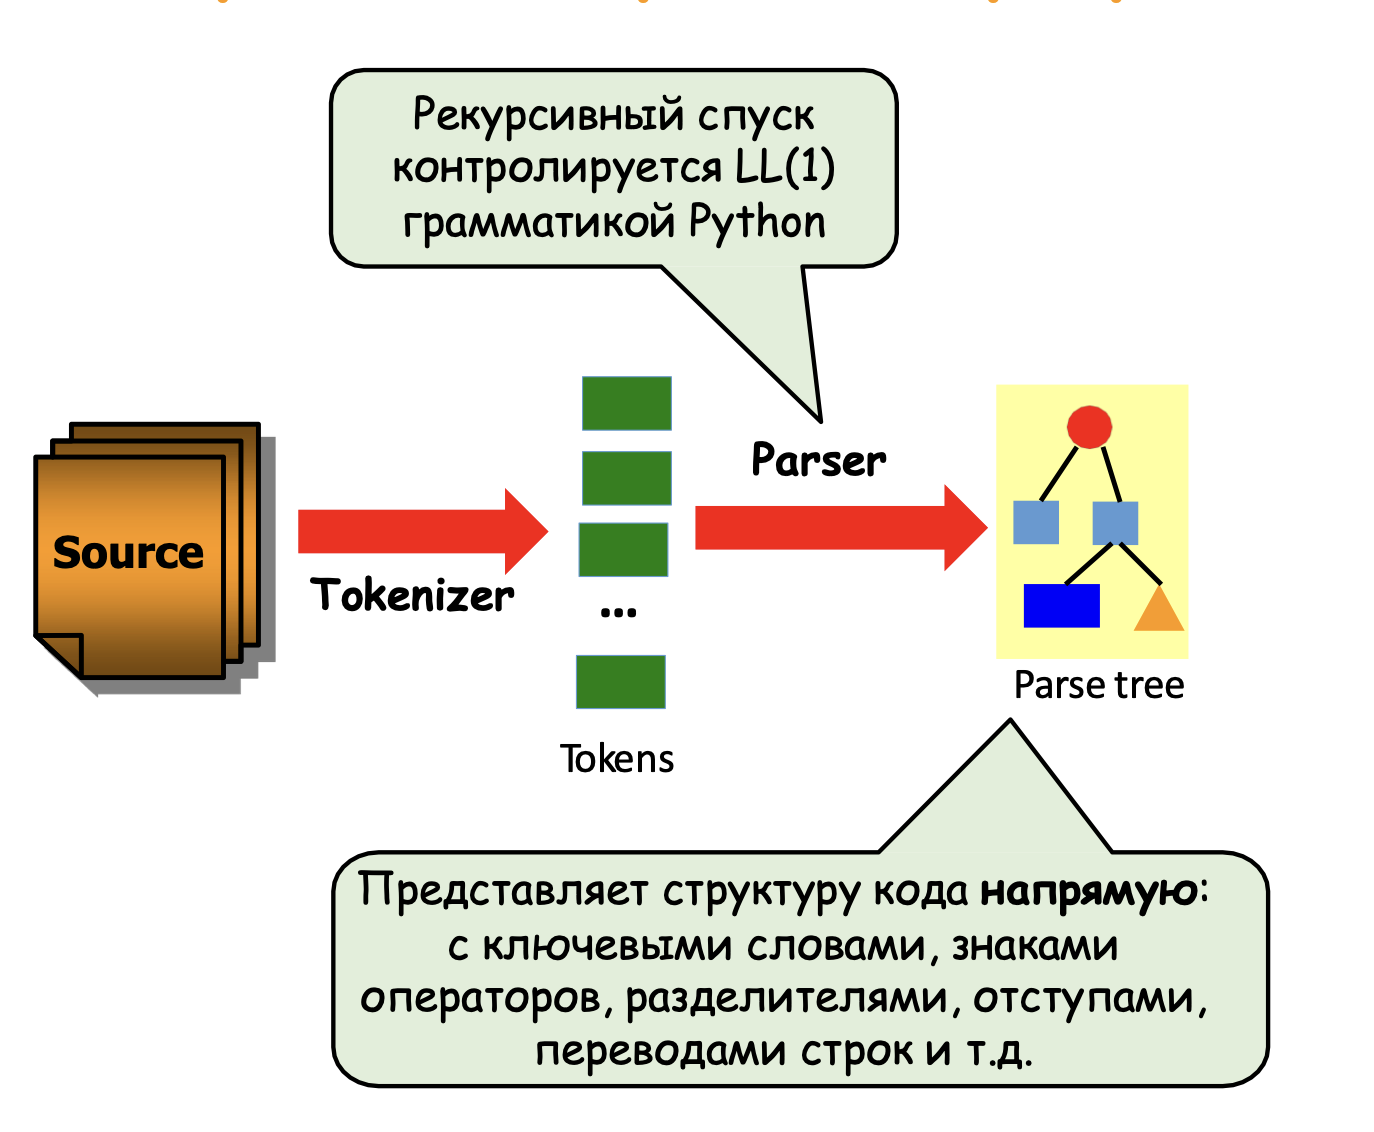 Рекурсивный спуск
контролируется LL(1)
грамматикой Python
Source
Tokenizer
...
Tokens
Parser
Parse tree
Представляет структуру кода напрямую:
с ключевыми словами, знаками
операторов, разделителями, отступами,
переводами строк и т.д.